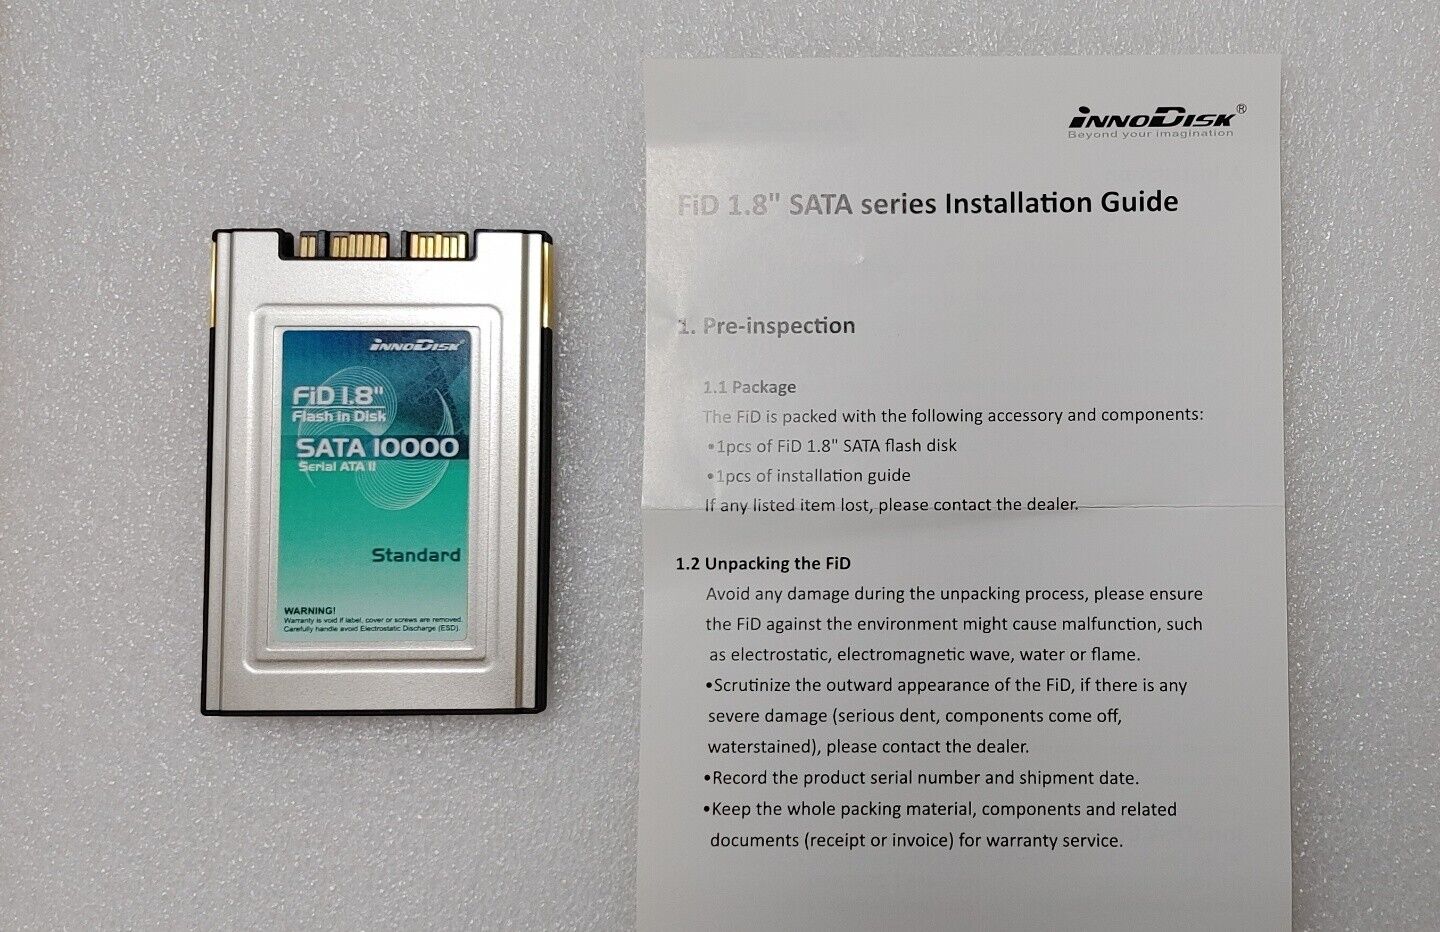 INNODISK®
FiD 1.8"
Flash in Disk
SATA 10000
Serial ATA II
Standard
WARNING!
Warranty is void if label, cover or screws are removed.
Carefully handle avoid Electrostatic Discharge (ESD).
INNODISK®
Beyond your imagination
FiD 1.8" SATA series Installation Guide
1. Pre-inspection
1.1 Package
The FiD is packed with the following accessory and components:
•1pcs of FiD 1.8" SATA flash disk
•1pcs of installation guide
If any listed item lost, please contact the dealer.
1.2 Unpacking the FiD
Avoid any damage during the unpacking process, please ensure
the FiD against the environment might cause malfunction, such
as electrostatic, electromagnetic wave, water or flame.
•Scrutinize the outward appearance of the FiD, if there is any
severe damage (serious dent, components come off,
waterstained), please contact the dealer.
•Record the product serial number and shipment date.
•Keep the whole packing material, components and related
documents (receipt or invoice) for warranty service.